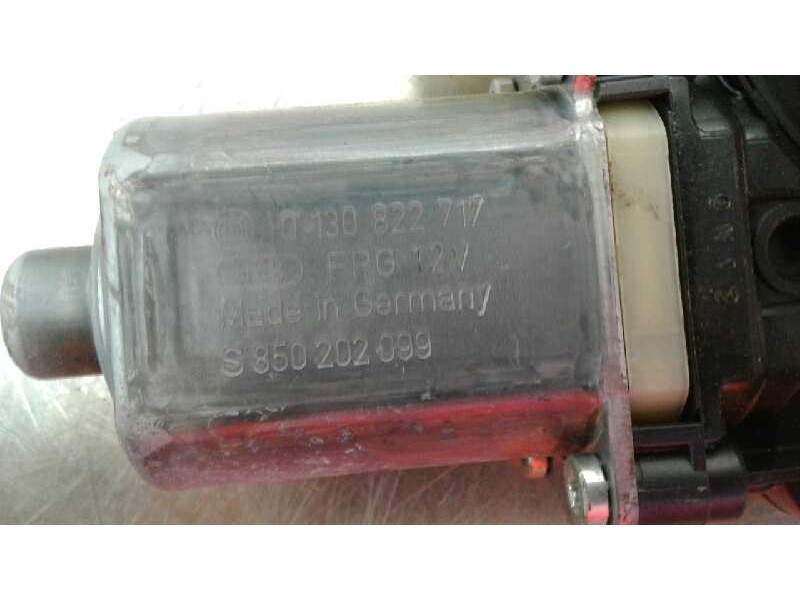 0 130 822 717
FPG 12V
Made in Germany
S 850 202 099